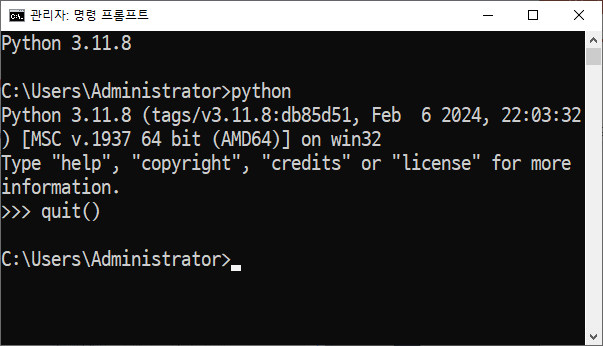 관리자: 명령 프롬프트
Python 3.11.8
C:\Users\Administrator>python
Python 3.11.8 (tags/v3.11.8:db85d51, Feb  6 2024, 22:03:32
) [MSC v.1937 64 bit (AMD64)] on win32
Type "help", "copyright", "credits" or "license" for more
information.
>>> quit()
C:\Users\Administrator>